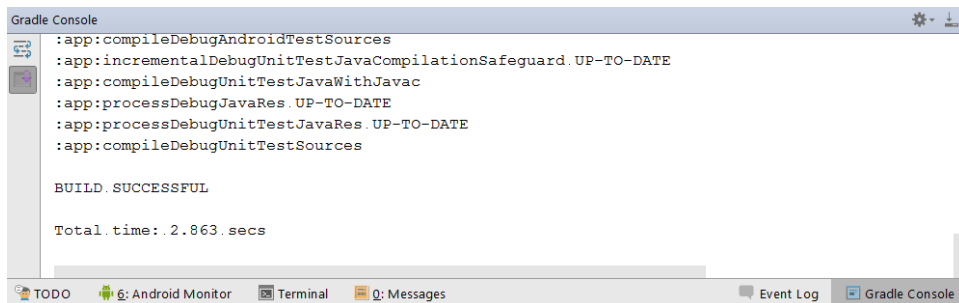 Gradle Console
:app:compileDebugAndroidTestSources
:app:incrementalDebugUnitTestJavaCompilationSafeguard.UP-TO-DATE
:app:compileDebugUnitTestJavaWithJavac
:app:processDebugJavaRes.UP-TO-DATE
:app:processDebugUnitTestJavaRes.UP-TO-DATE
:app:compileDebugUnitTestSources
BUILD.SUCCESSFUL
Total.time:.2.863.secs
TODO 6: Android Monitor Terminal 0: Messages Event Log Gradle Console